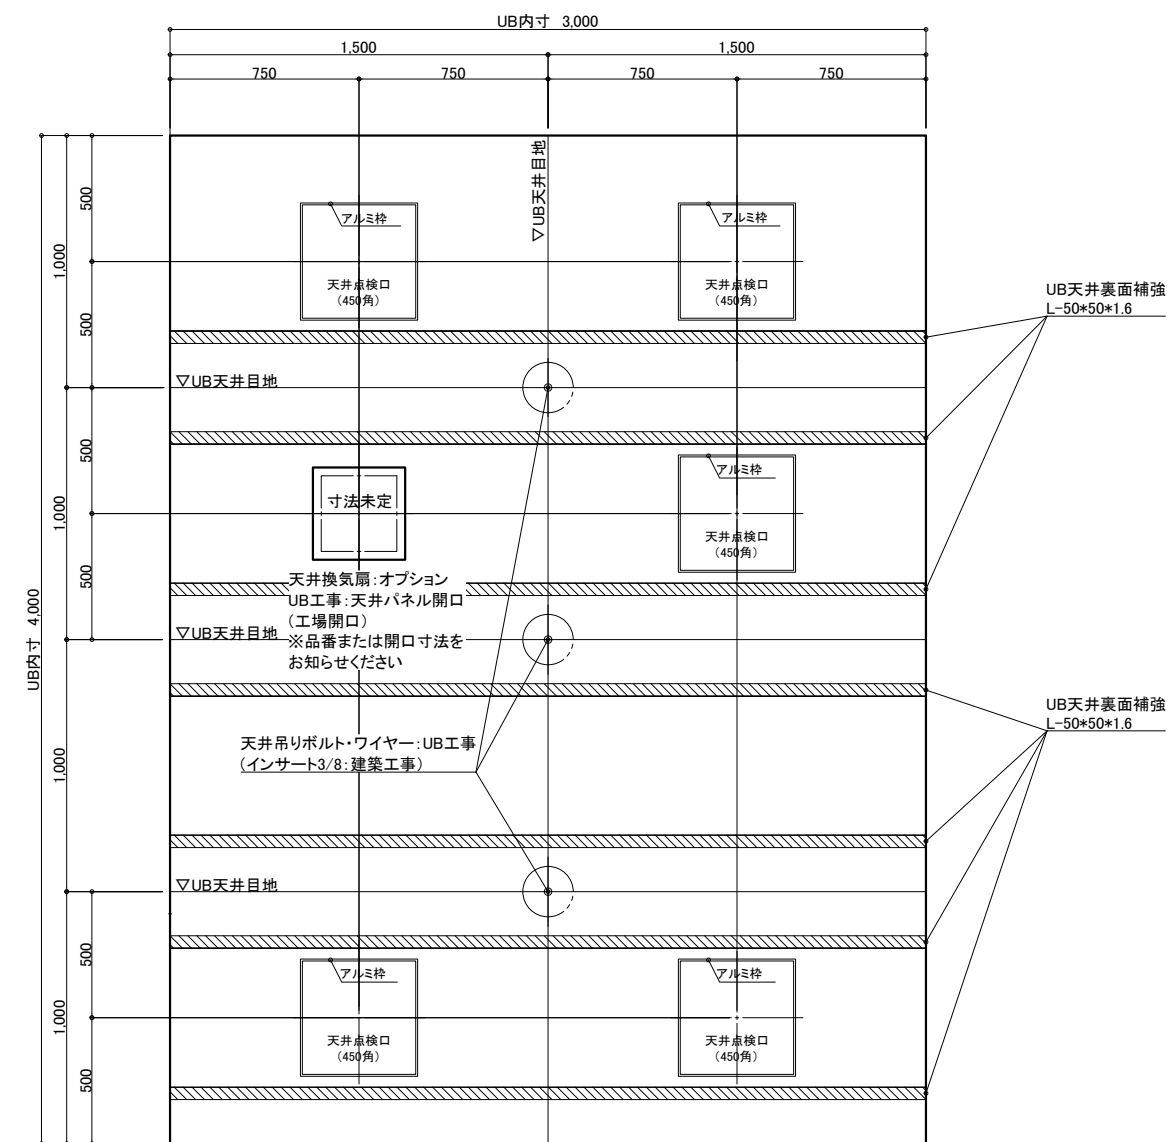 UB内寸 3,000
1,500
1,500
750
750
750
750
▽UB天井目地
500
アルミ枠
アルミ枠
1,000
天井点検口
(450角)
天井点検口
(450角)
UB天井裏面補強
L-50*50*1.6
500
▽UB天井目地
500
アルミ枠
寸法未定
1,000
天井点検口
(450角)
500
天井換気扇：オプション
UB工事：天井パネル開口
(工場開口)
※品番または開口寸法を
お知らせください
▽UB天井目地
UB内寸 4,000
UB天井裏面補強
L-50*50*1.6
天井吊りボルト・ワイヤー：UB工事
(インサート3/8：建築工事)
1,000
▽UB天井目地
500
アルミ枠
アルミ枠
1,000
天井点検口
(450角)
天井点検口
(450角)
500